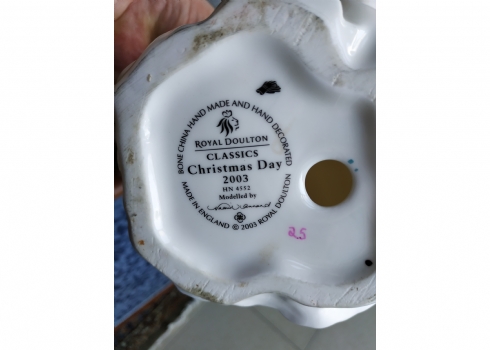 BONE CHINA HAND MADE AND HAND DECORATED
ROYAL DOULTON
CLASSICS
Christmas Day
2003
HN 4552
Modelled by
MADE IN ENGLAND © 2003 ROYAL DOULTON
25